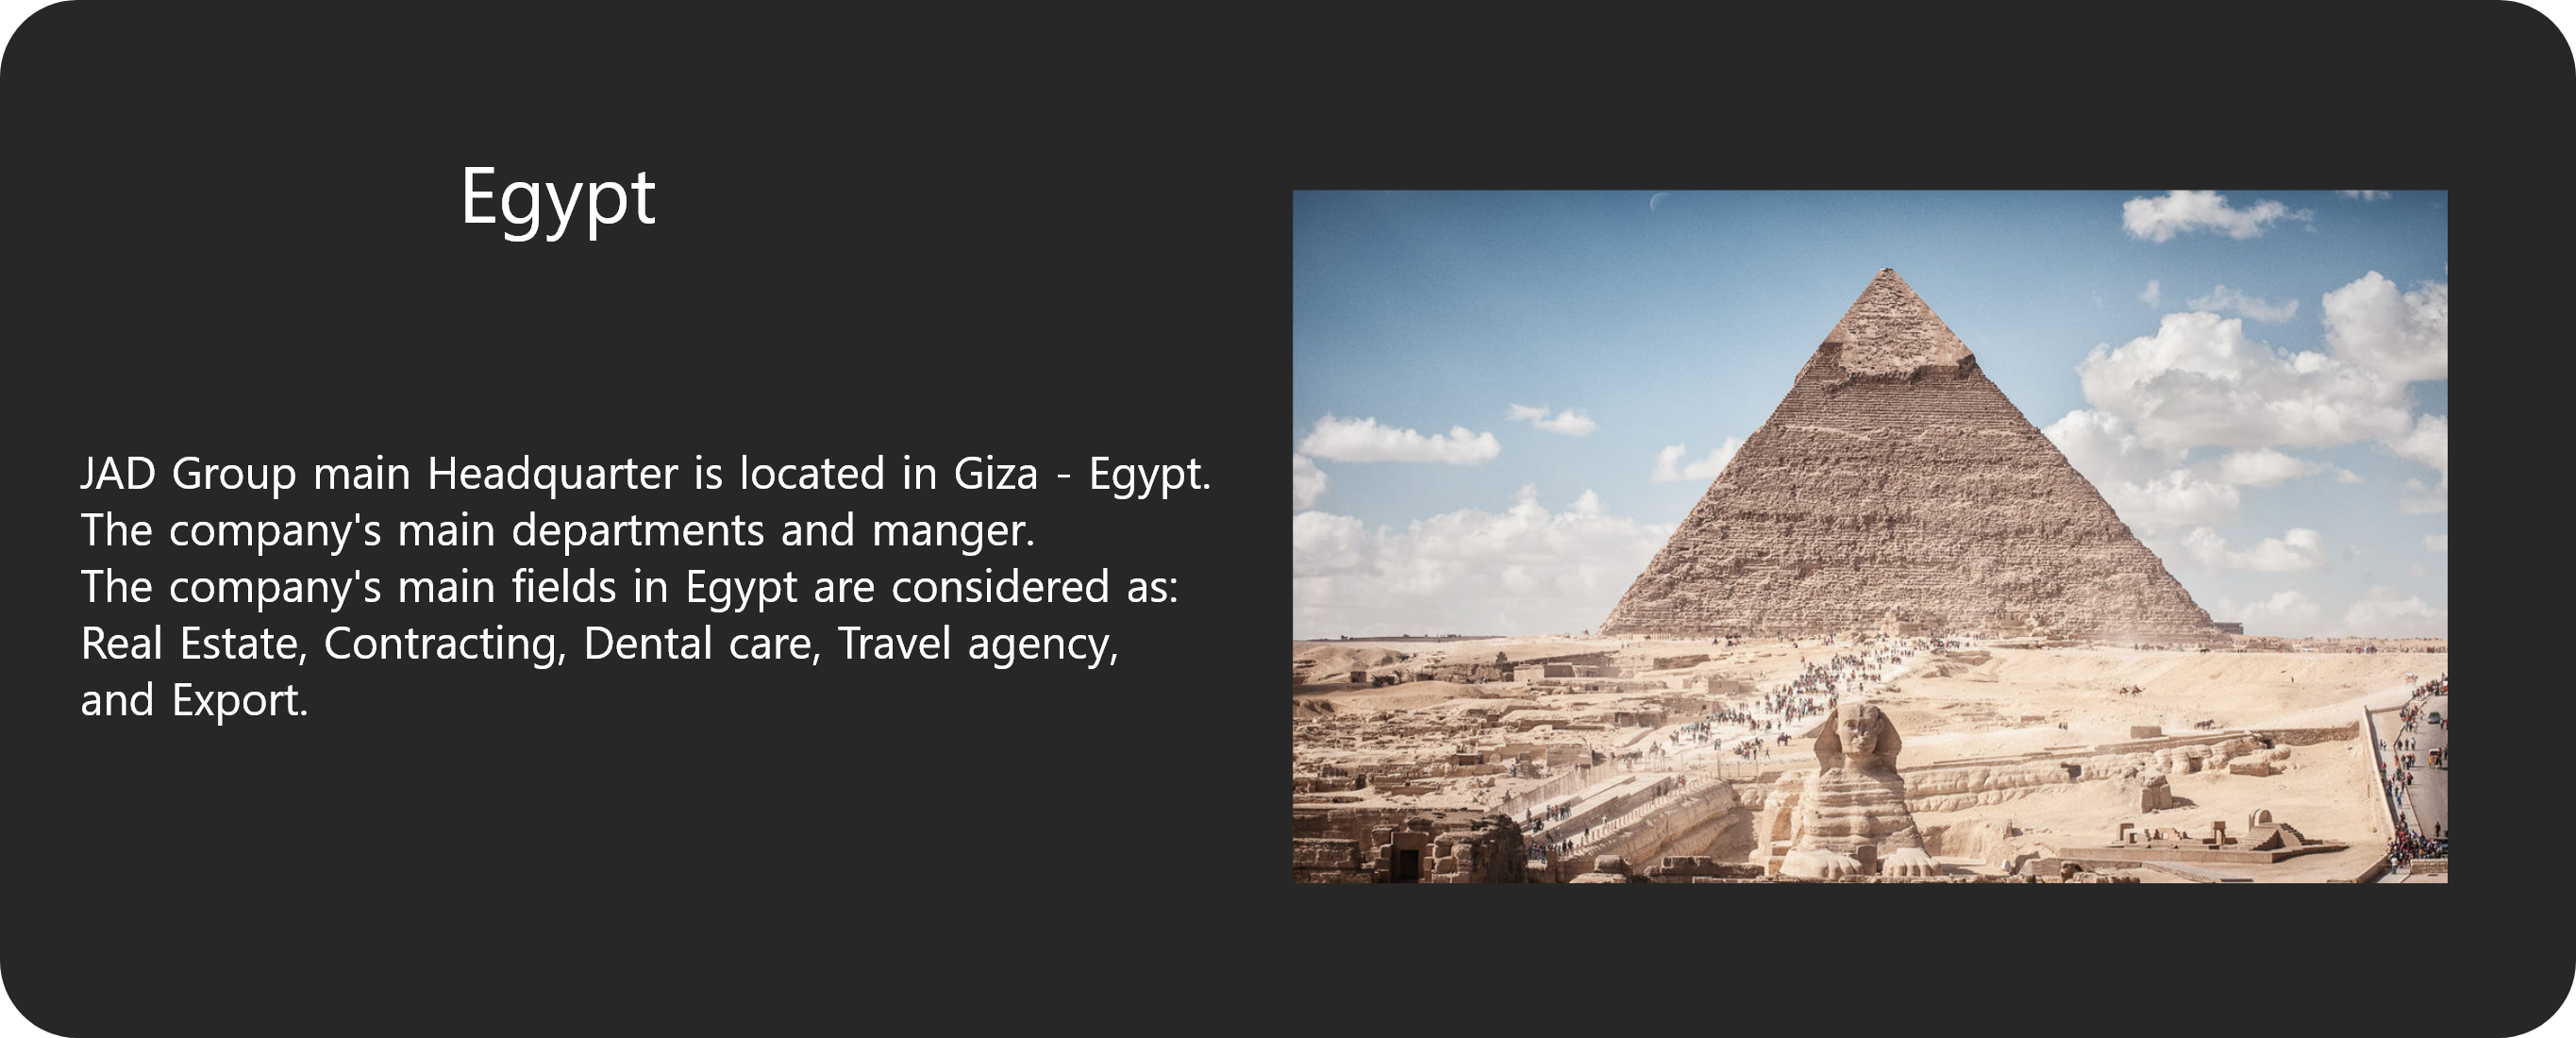 Egypt
JAD Group main Headquarter is located in Giza - Egypt.
The company's main departments and manger.
The company's main fields in Egypt are considered as:
Real Estate, Contracting, Dental care, Travel agency,
and Export.